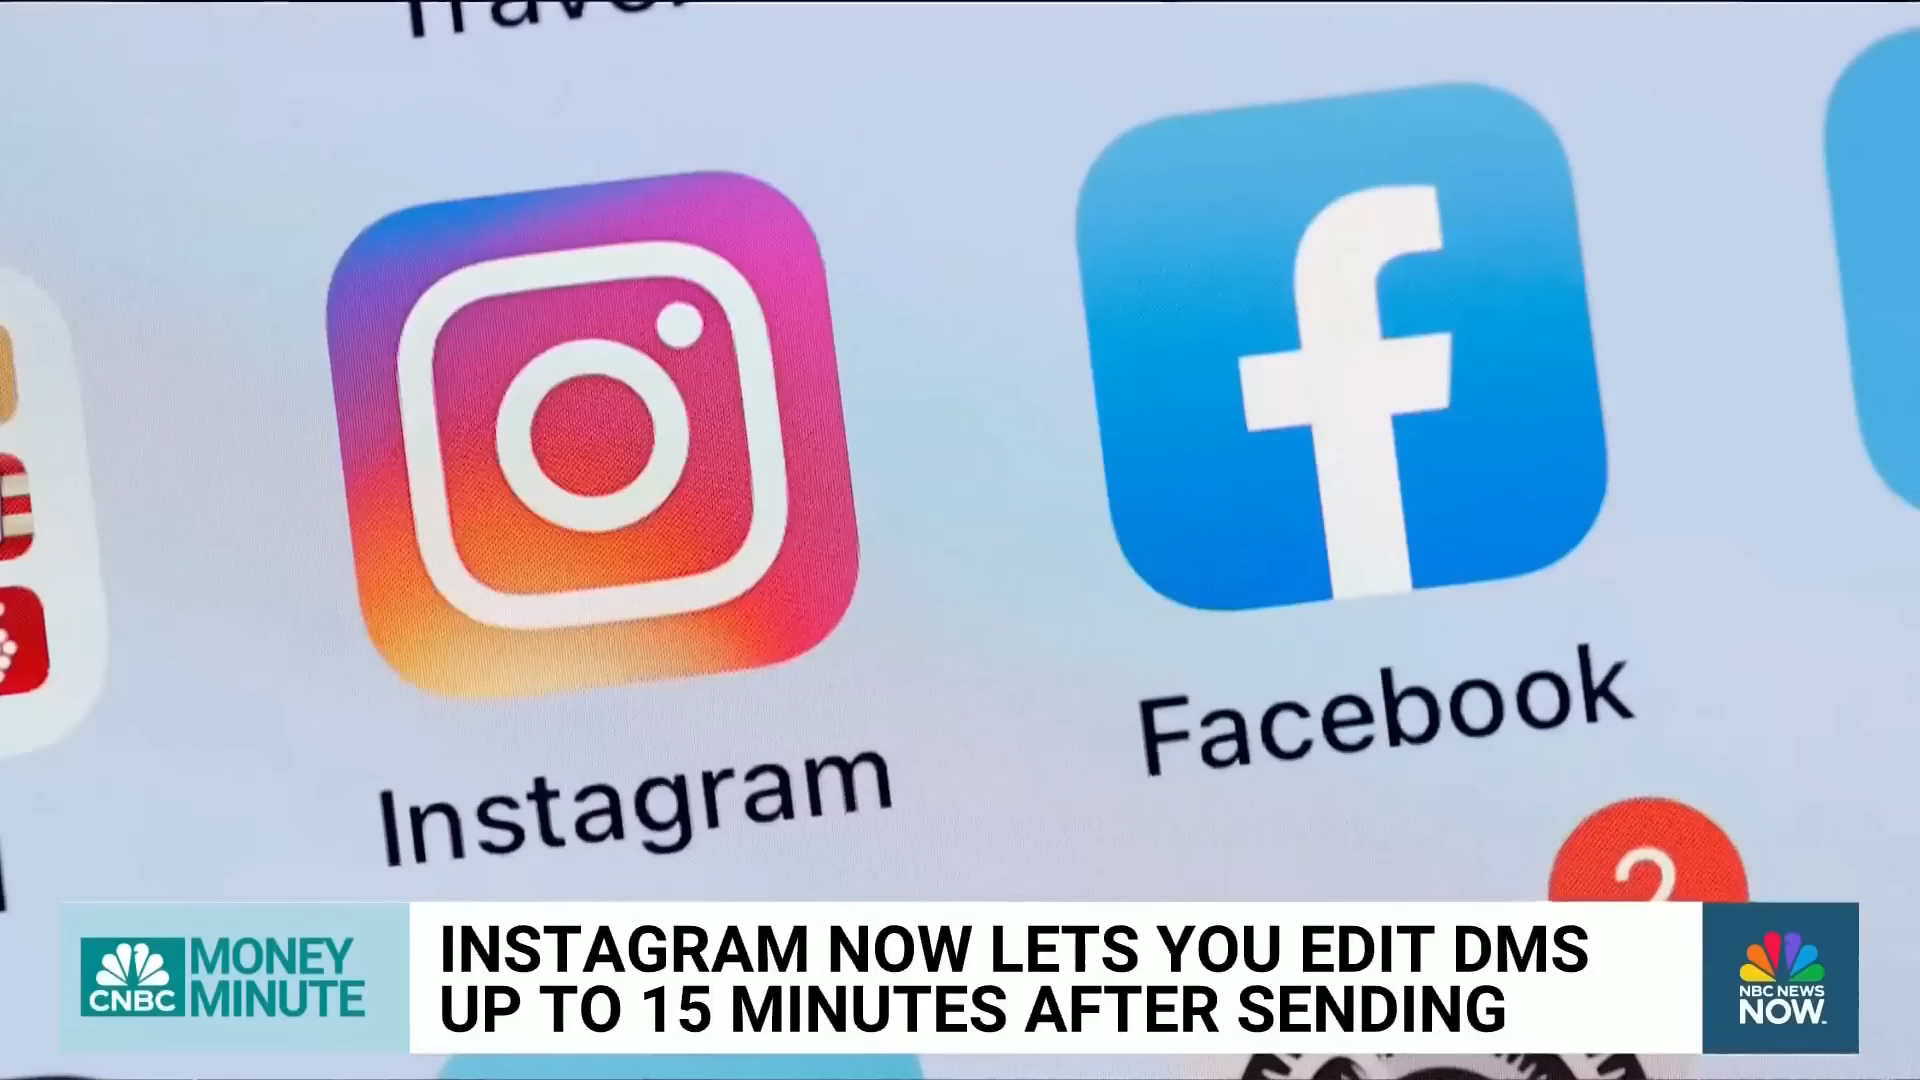 Instagram
Facebook
2
CNBC
MONEY
MINUTE
INSTAGRAM NOW LETS YOU EDIT DMS
UP TO 15 MINUTES AFTER SENDING
NBC NEWS
NOW.